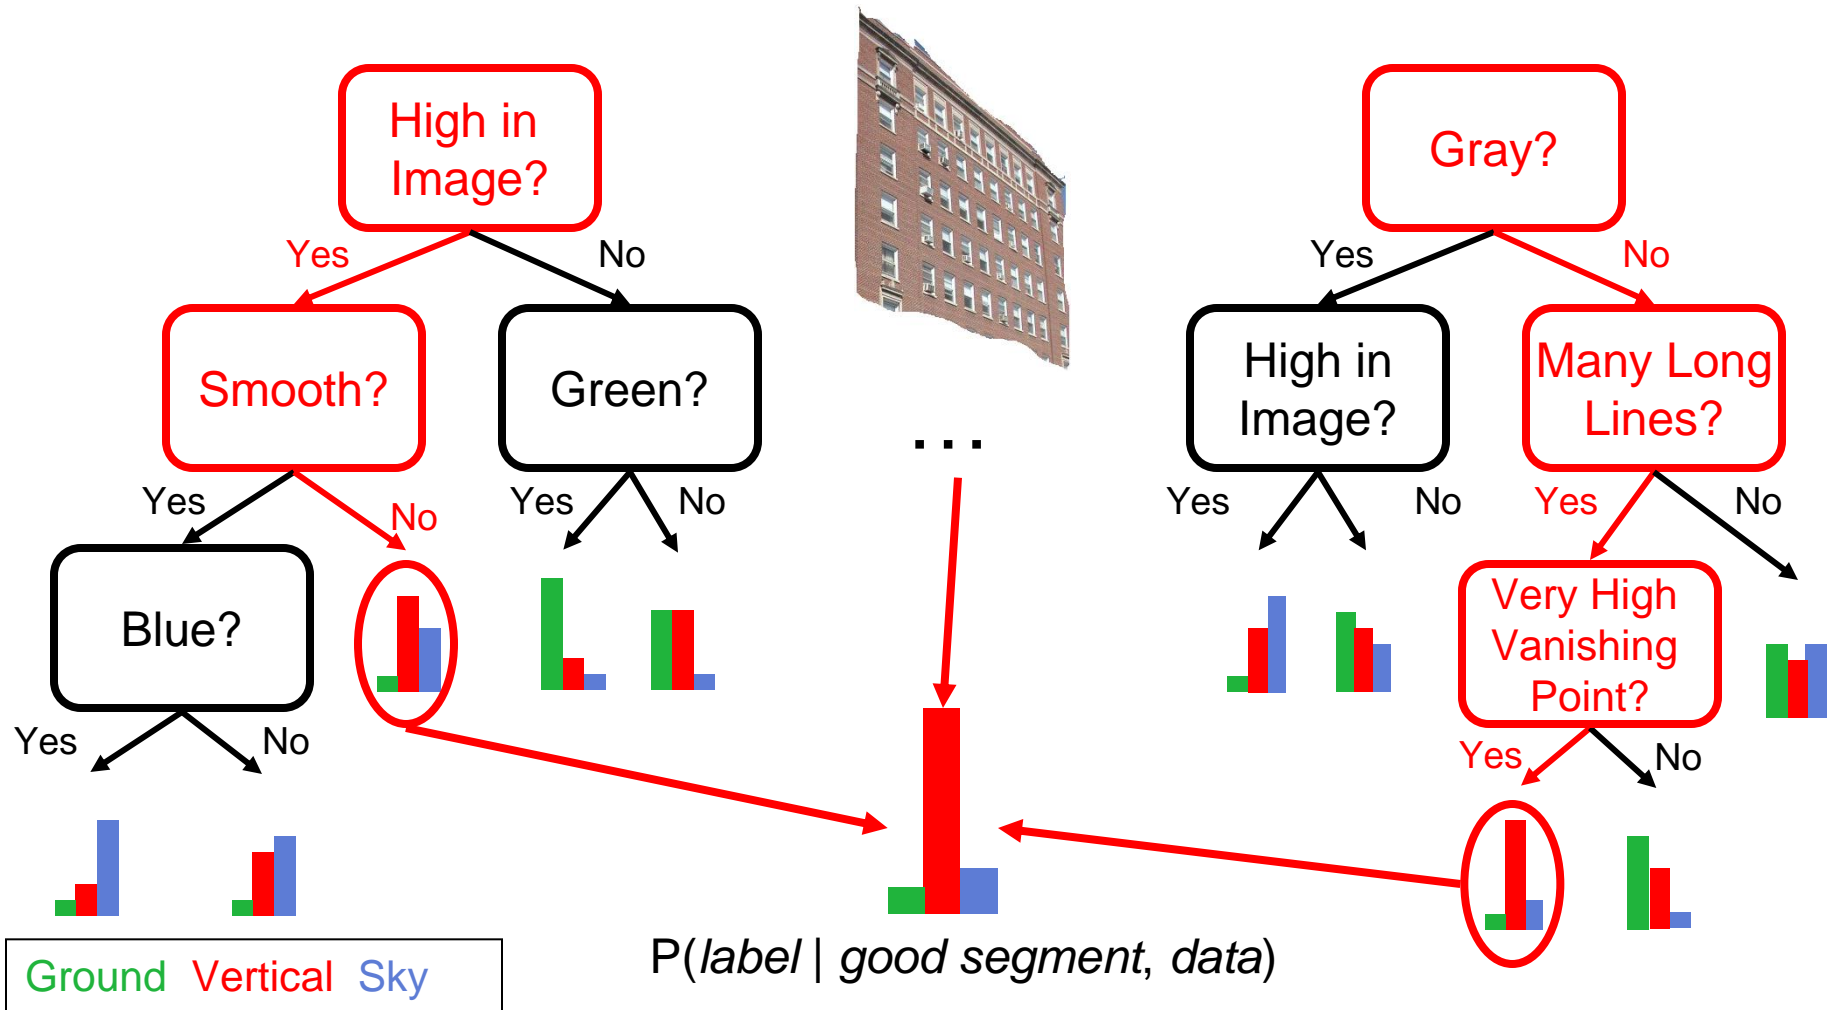 High in
Image?
Yes
No
Smooth?
Green?
Yes
No
Yes
No
Blue?
Yes
No
...
Gray?
Yes
No
High in
Image?
Many Long
Lines?
Yes
No
Yes
No
Very High
Vanishing
Point?
Yes
No
Ground Vertical Sky
P(label | good segment, data)